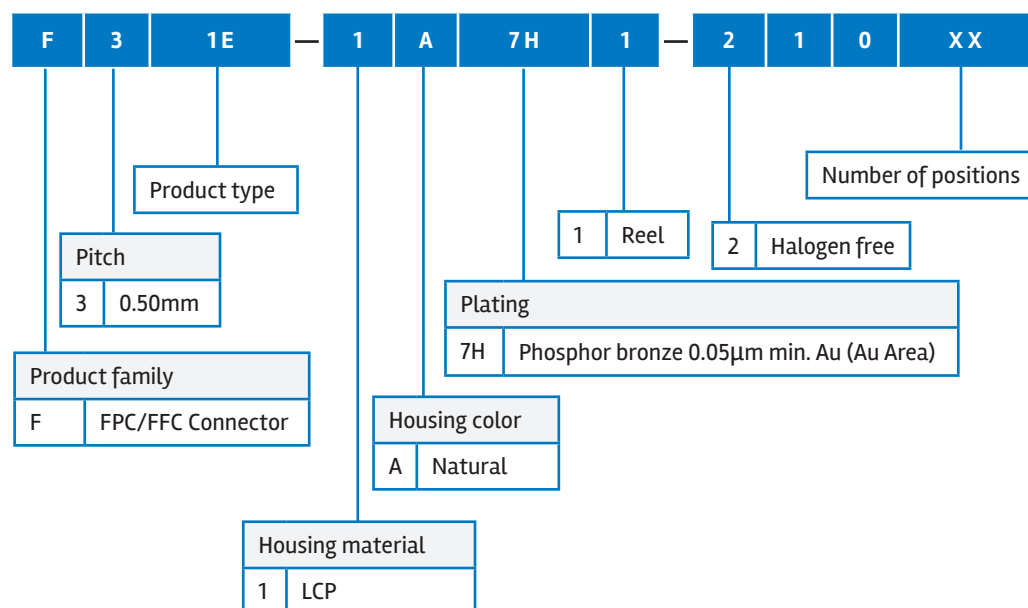 F 3 1E — 1 A 7H 1 — 2 1 0 XX
Product type
Number of positions
1 Reel
2 Halogen free
Pitch
3 0.50mm
Plating
7H Phosphor bronze 0.05µm min. Au (Au Area)
Product family
F FPC/FFC Connector
Housing color
A Natural
Housing material
1 LCP